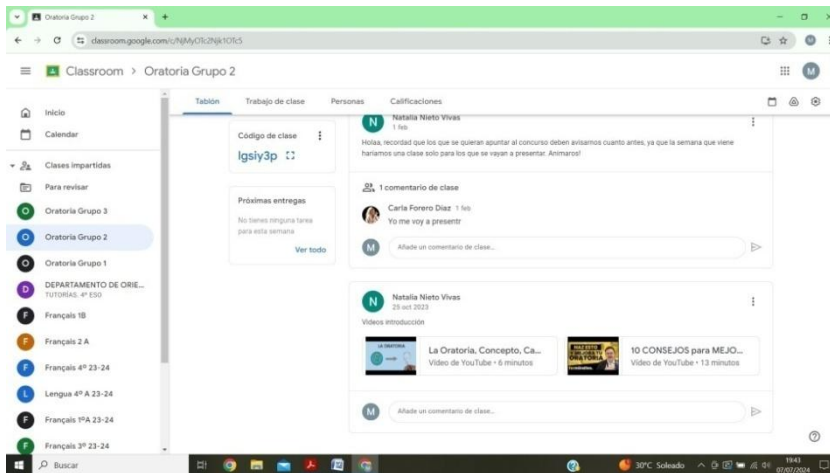 Oratoria Grupo 2
classroom.google.com/c/NjMyOTc2Njk1OTc5
Classroom > Oratoria Grupo 2
M
Inicio
Calendar
Clases impartidas
Para revisar
O Oratoria Grupo 3
O Oratoria Grupo 2
O Oratoria Grupo 1
D DEPARTAMENTO DE ORIE...
TUTORÍAS, 4º ESO
F Français 1B
F Français 2 A
F Français 4º 23-24
L Lengua 4º A 23-24
F Français 1ºA 23-24
F Français 3º 23-24
Tablón Trabajo de clase Personas Calificaciones
Código de clase
lgsiy3p
Próximas entregas
No tienes ninguna tarea
para esta semana
Ver todo
N Natalia Nieto Vivas
1 feb
Holaa, recordad que los que se quieran apuntar al concurso deben avisarnos cuanto antes, ya que la semana que viene
haríamos una clase solo para los que se vayan a presentar. Animaros!
1 comentario de clase
Carla Forero Díaz 1 feb
Yo me voy a presentr
M Añade un comentario de clase...
N Natalia Nieto Vivas
25 oct 2023
Videos introducción
LA ORATORIA
La Oratoria, Concepto, Ca...
Vídeo de YouTube • 6 minutos
HAZ ESTO
ORATORIA
10 CONSEJOS para MEJO...
Vídeo de YouTube • 13 minutos
M Añade un comentario de clase...
Buscar
30°C Soleado
19:43
07/07/2024